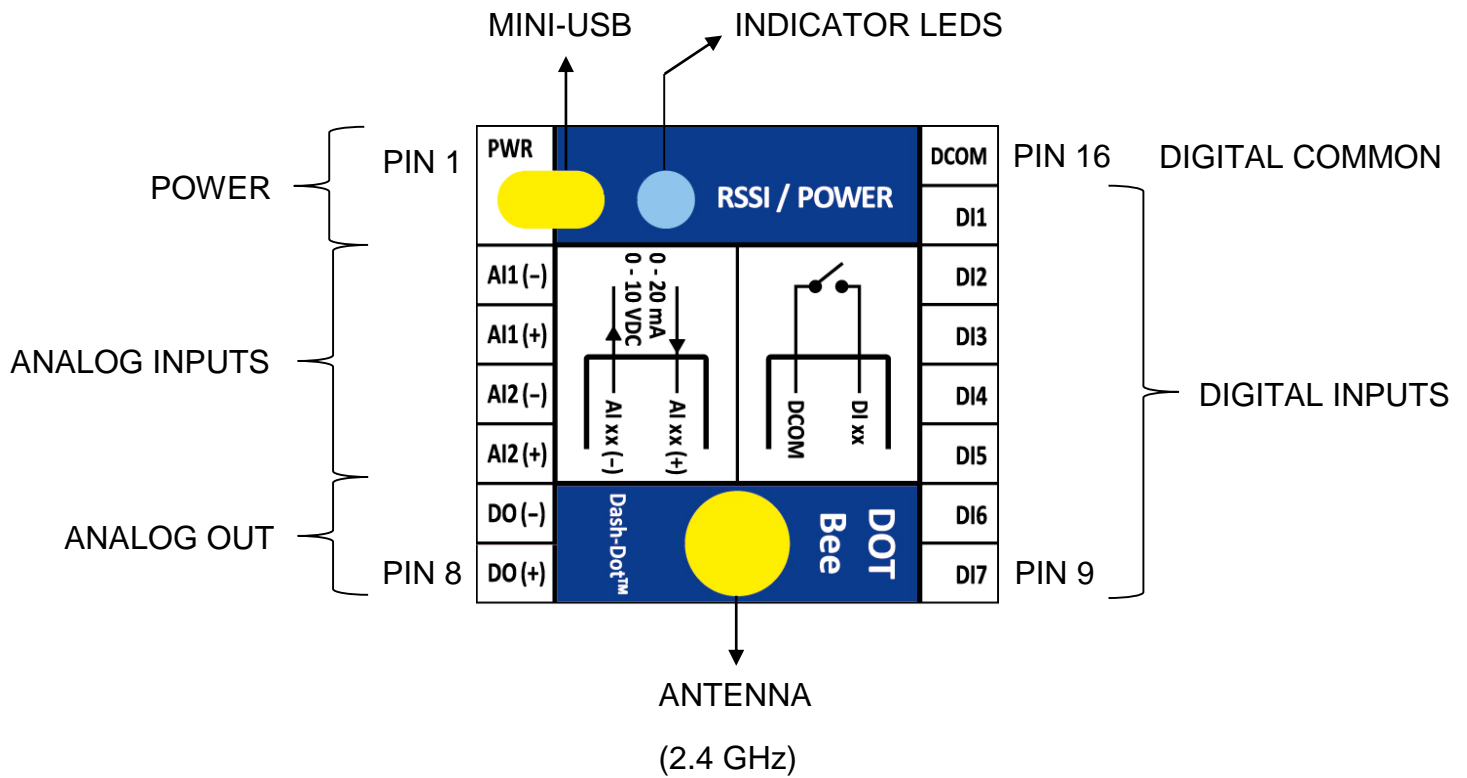 MINI-USB
INDICATOR LEDS
POWER
PIN 1
PWR
RSSI / POWER
DCOM
PIN 16
DIGITAL COMMON
DI1
ANALOG INPUTS
AI1 (–)
AI1 (+)
AI2 (–)
AI2 (+)
0 - 20 mA
0 - 10 VDC
AI xx (+)
AI xx (–)
DI xx
DCOM
DI2
DI3
DI4
DI5
DIGITAL INPUTS
ANALOG OUT
DO (–)
DO (+)
PIN 8
DOT
Bee
Dash-Dot™
DI6
DI7
PIN 9
ANTENNA
(2.4 GHz)